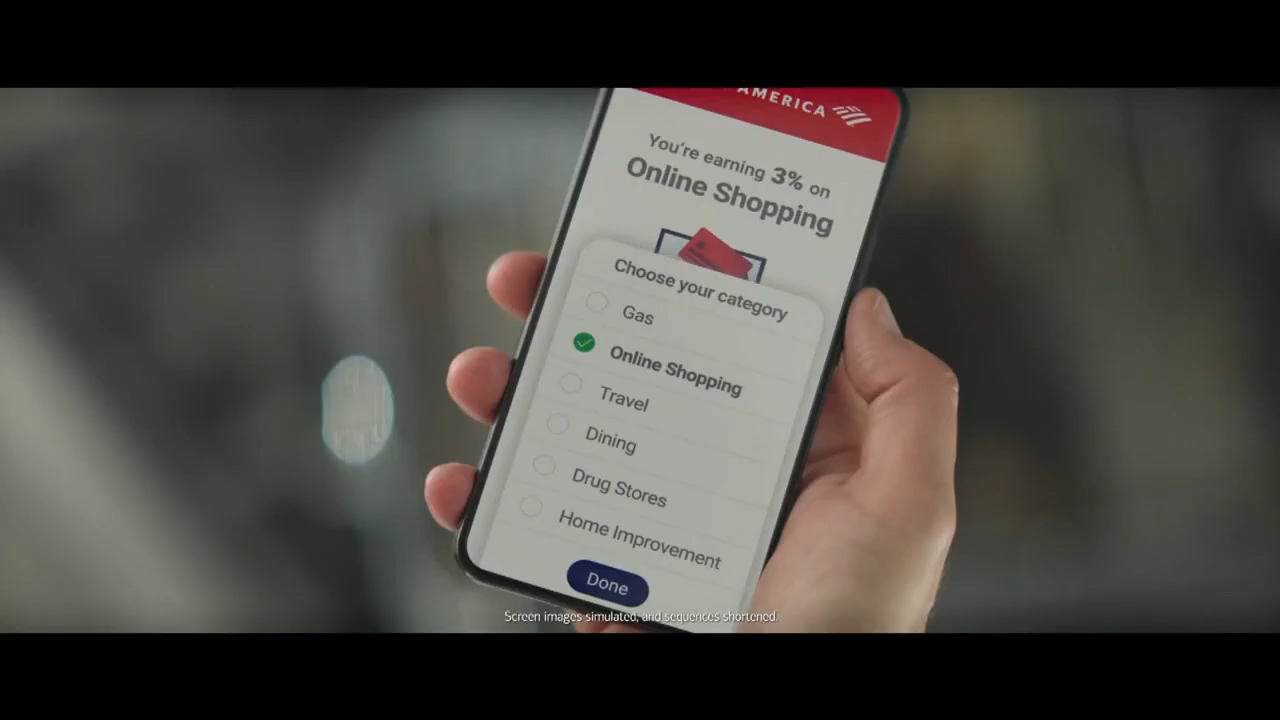 AMERICA
You're earning 3% on
Online Shopping
Choose your category
Gas
Online Shopping
Travel
Dining
Drug Stores
Home Improvement
Done
Screen images simulated, and sequences shortened.